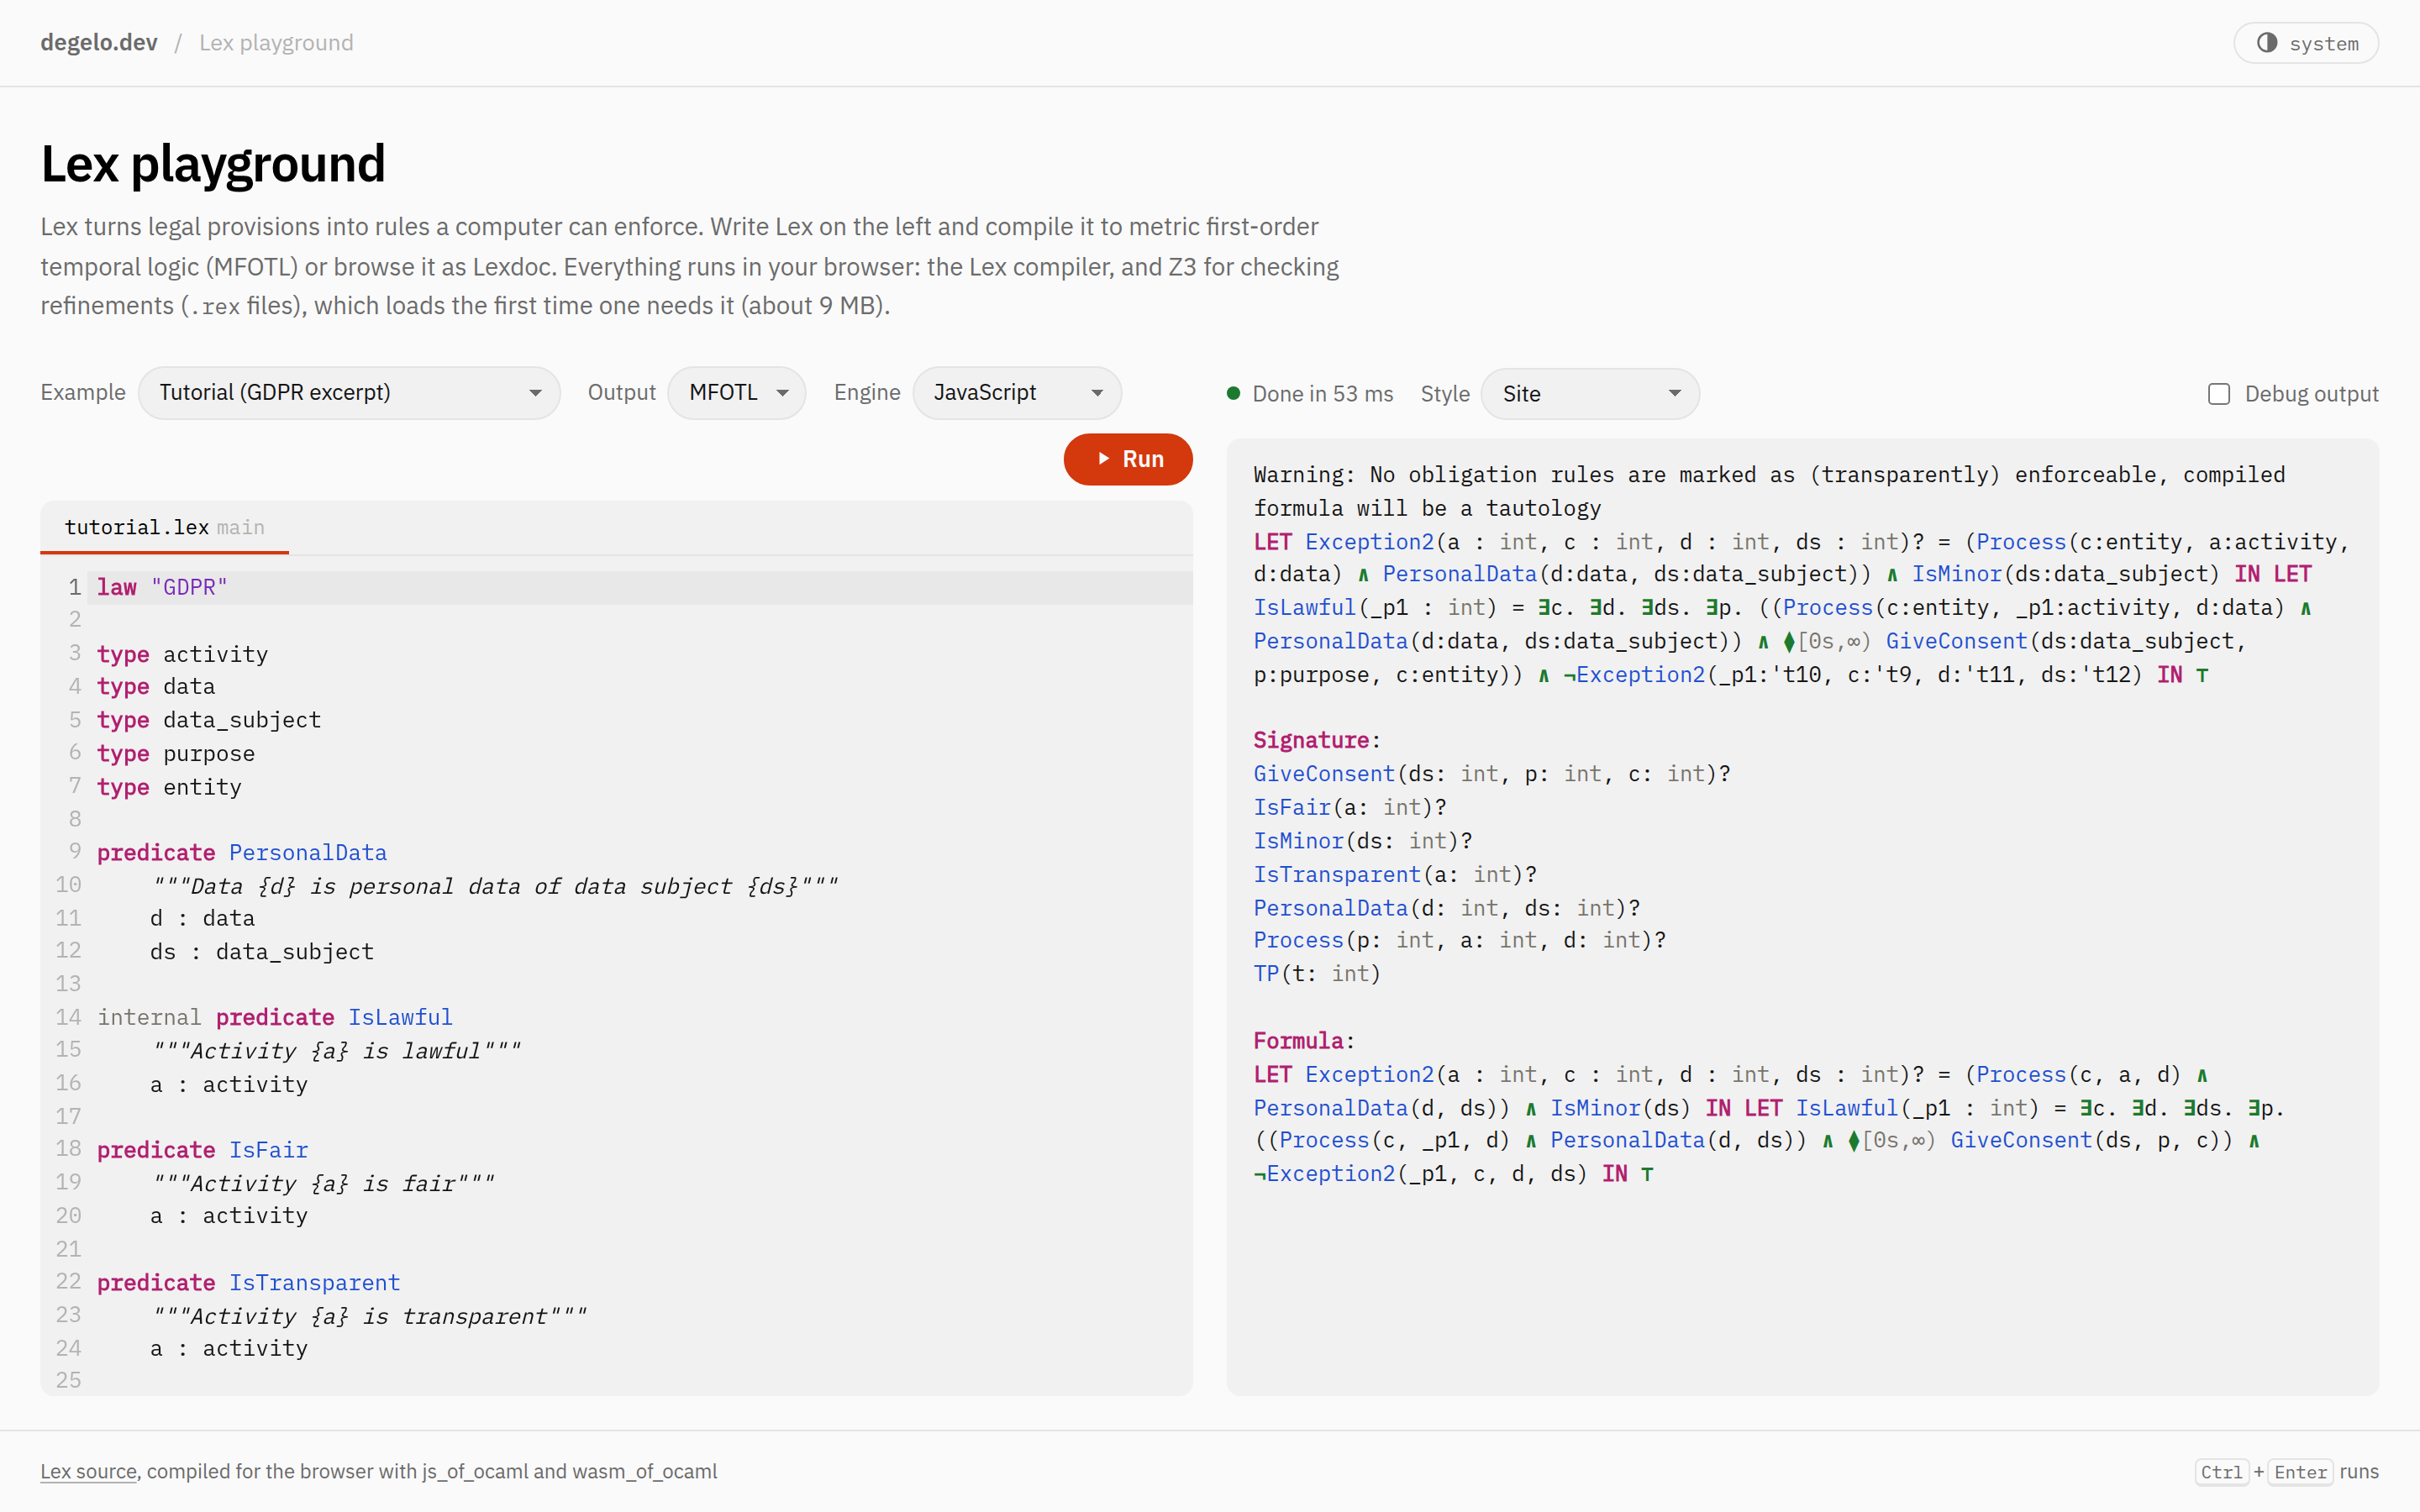 degelo.dev / Lex playground
system
Lex playground
Lex turns legal provisions into rules a computer can enforce. Write Lex on the left and compile it to metric first-order
temporal logic (MFOTL) or browse it as Lexdoc. Everything runs in your browser: the Lex compiler, and Z3 for checking
refinements (.rex files), which loads the first time one needs it (about 9 MB).
Example Tutorial (GDPR excerpt) Output MFOTL Engine JavaScript
Run
tutorial.lex main
1 law "GDPR"
2
3 type activity
4 type data
5 type data_subject
6 type purpose
7 type entity
8
9 predicate PersonalData
10     """Data {d} is personal data of data subject {ds}"""
11     d : data
12     ds : data_subject
13
14 internal predicate IsLawful
15     """Activity {a} is lawful"""
16     a : activity
17
18 predicate IsFair
19     """Activity {a} is fair"""
20     a : activity
21
22 predicate IsTransparent
23     """Activity {a} is transparent"""
24     a : activity
25
Done in 53 ms Style Site Debug output
Warning: No obligation rules are marked as (transparently) enforceable, compiled
formula will be a tautology
LET Exception2(a : int, c : int, d : int, ds : int)? = (Process(c:entity, a:activity,
d:data) ∧ PersonalData(d:data, ds:data_subject)) ∧ IsMinor(ds:data_subject) IN LET
IsLawful(_p1 : int) = ∃c. ∃d. ∃ds. ∃p. ((Process(c:entity, _p1:activity, d:data) ∧
PersonalData(d:data, ds:data_subject)) ∧ ⧫[0s,∞) GiveConsent(ds:data_subject,
p:purpose, c:entity)) ∧ ¬Exception2(_p1:'t10, c:'t9, d:'t11, ds:'t12) IN ⊤
Signature:
GiveConsent(ds: int, p: int, c: int)?
IsFair(a: int)?
IsMinor(ds: int)?
IsTransparent(a: int)?
PersonalData(d: int, ds: int)?
Process(p: int, a: int, d: int)?
TP(t: int)
Formula:
LET Exception2(a : int, c : int, d : int, ds : int)? = (Process(c, a, d) ∧
PersonalData(d, ds)) ∧ IsMinor(ds) IN LET IsLawful(_p1 : int) = ∃c. ∃d. ∃ds. ∃p.
((Process(c, _p1, d) ∧ PersonalData(d, ds)) ∧ ⧫[0s,∞) GiveConsent(ds, p, c)) ∧
¬Exception2(_p1, c, d, ds) IN ⊤
Lex source, compiled for the browser with js_of_ocaml and wasm_of_ocaml
Ctrl + Enter runs